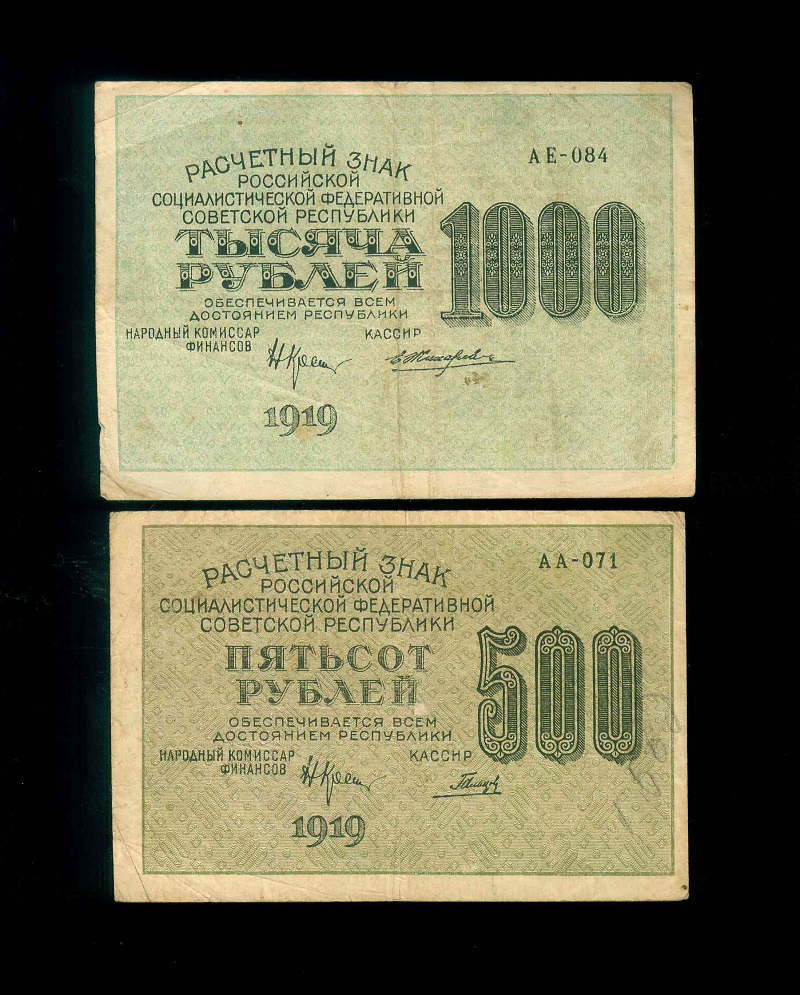 РАСЧЕТНЫЙ ЗНАК
РОССИЙСКОЙ
СОЦИАЛИСТИЧЕСКОЙ ФЕДЕРАТИВНОЙ
СОВЕТСКОЙ РЕСПУБЛИКИ
ТЫСЯЧА
РУБЛЕЙ
ОБЕСПЕЧИВАЕТСЯ ВСЕМ
ДОСТОЯНИЕМ РЕСПУБЛИКИ
НАРОДНЫЙ КОМИССАР
ФИНАНСОВ
КАССИР
1919
АЕ-084
1000
РАСЧЕТНЫЙ ЗНАК
РОССИЙСКОЙ
СОЦИАЛИСТИЧЕСКОЙ ФЕДЕРАТИВНОЙ
СОВЕТСКОЙ РЕСПУБЛИКИ
ПЯТЬСОТ
РУБЛЕЙ
ОБЕСПЕЧИВАЕТСЯ ВСЕМ
ДОСТОЯНИЕМ РЕСПУБЛИКИ
НАРОДНЫЙ КОМИССАР
ФИНАНСОВ
КАССИР
1919
АА-071
500